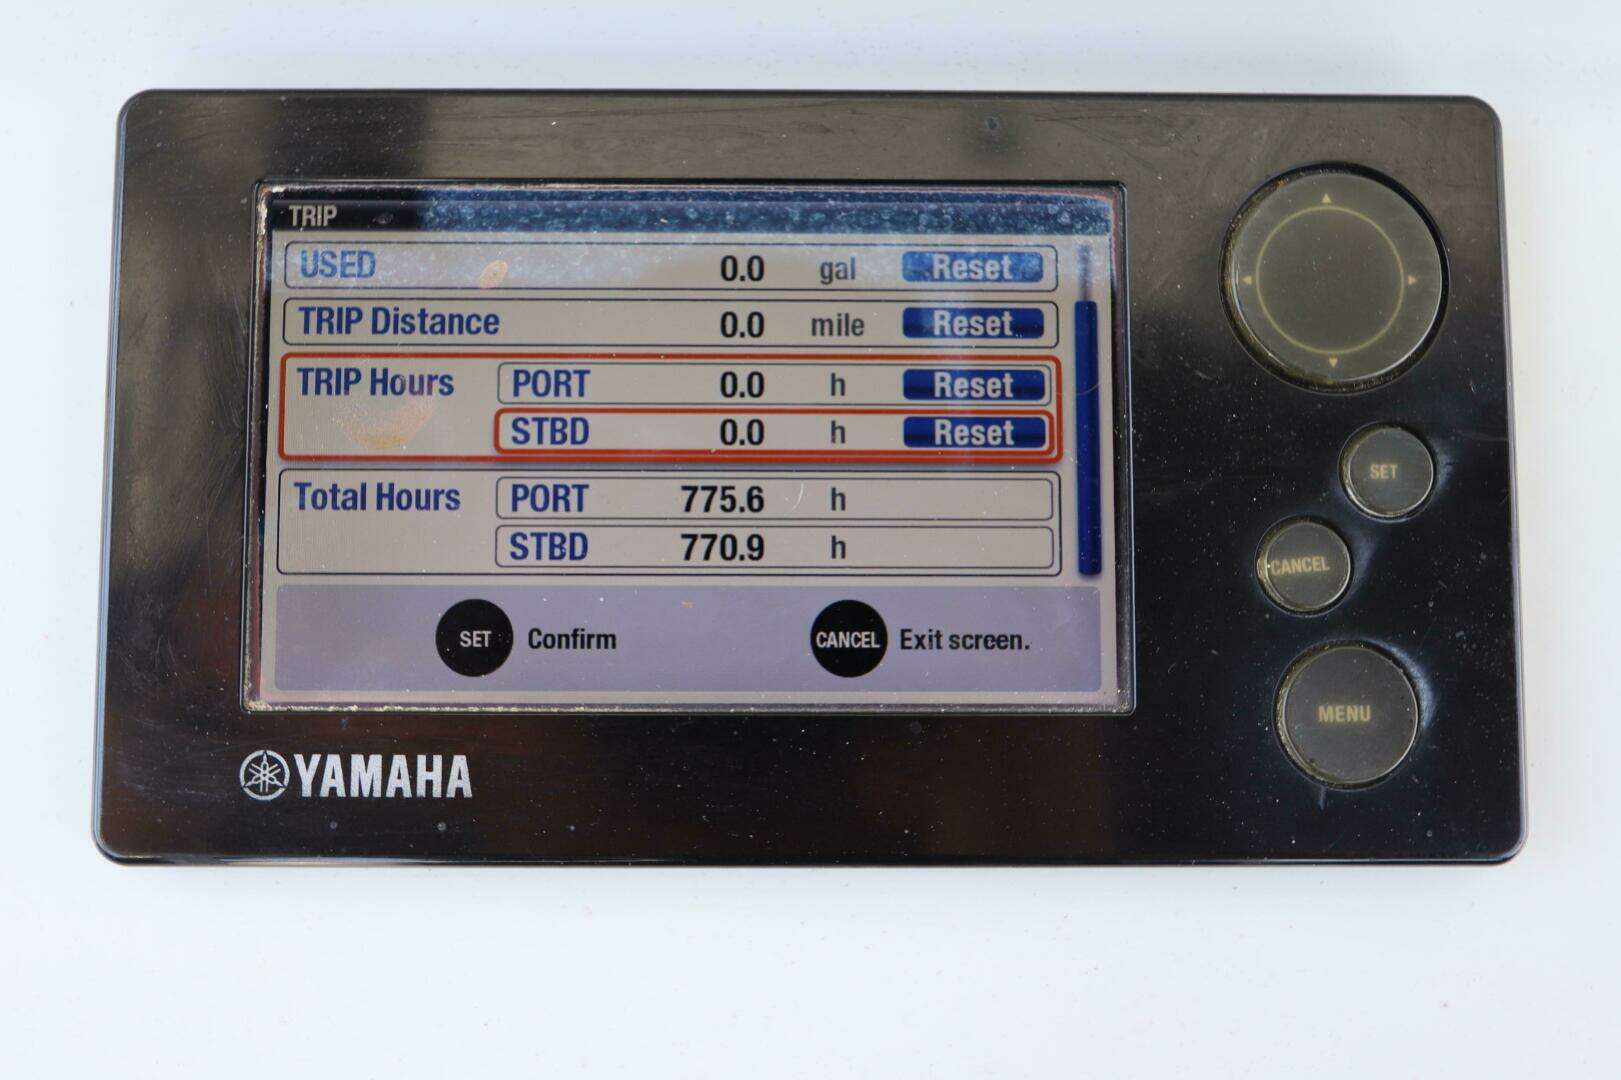 TRIP
USED 0.0 gal Reset
TRIP Distance 0.0 mile Reset
TRIP Hours PORT 0.0 h Reset
STBD 0.0 h Reset
Total Hours PORT 775.6 h
STBD 770.9 h
SET Confirm CANCEL Exit screen.
SET
CANCEL
MENU
YAMAHA